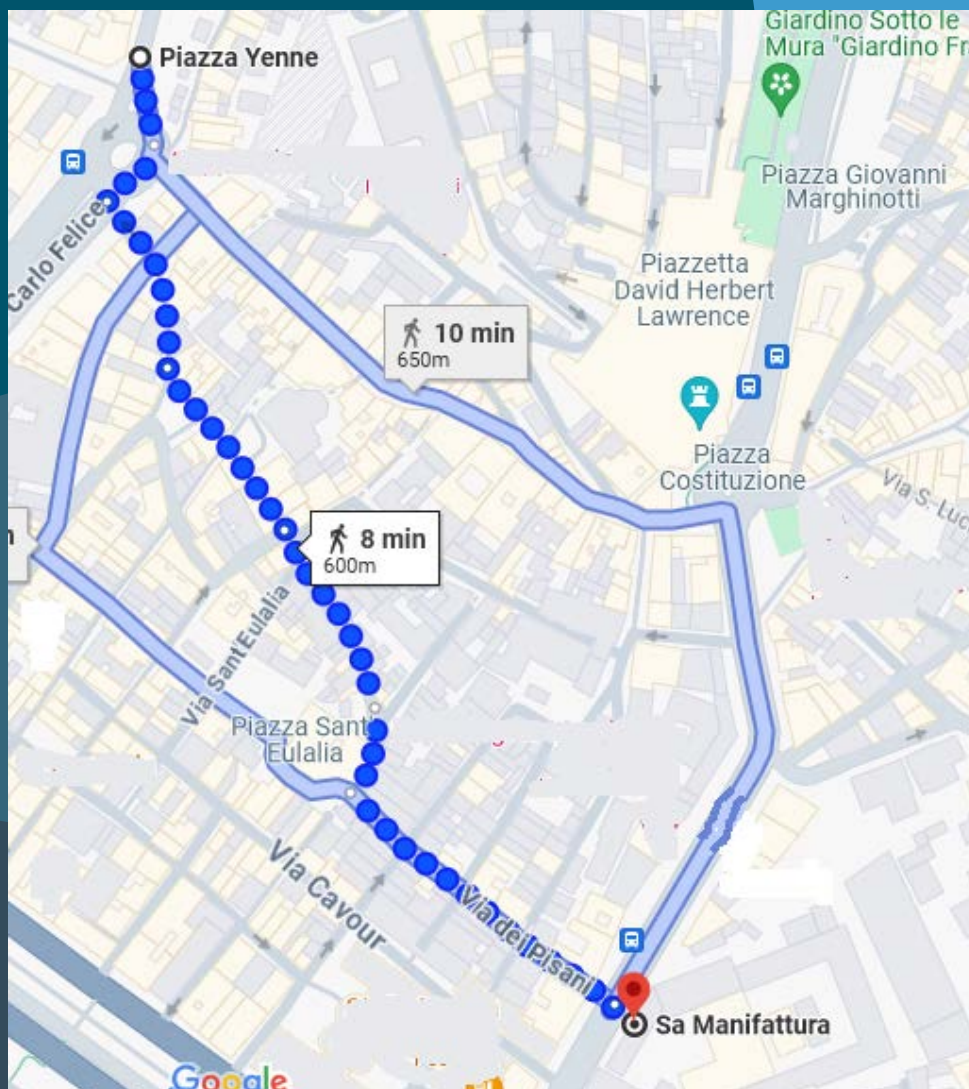 Giardino Sotto le
Mura "Giardino Fr
Piazza Yenne
Piazza Giovanni
Marghinotti
Carlo Felice
Piazzetta
David Herbert
Lawrence
10 min
650m
Piazza
Costituzione
Via S. Luc
8 min
600m
Via Sant'Eulalia
Piazza Sant
Eulalia
Via Cavour
Via dei Pisani
Sa Manifattura
Google